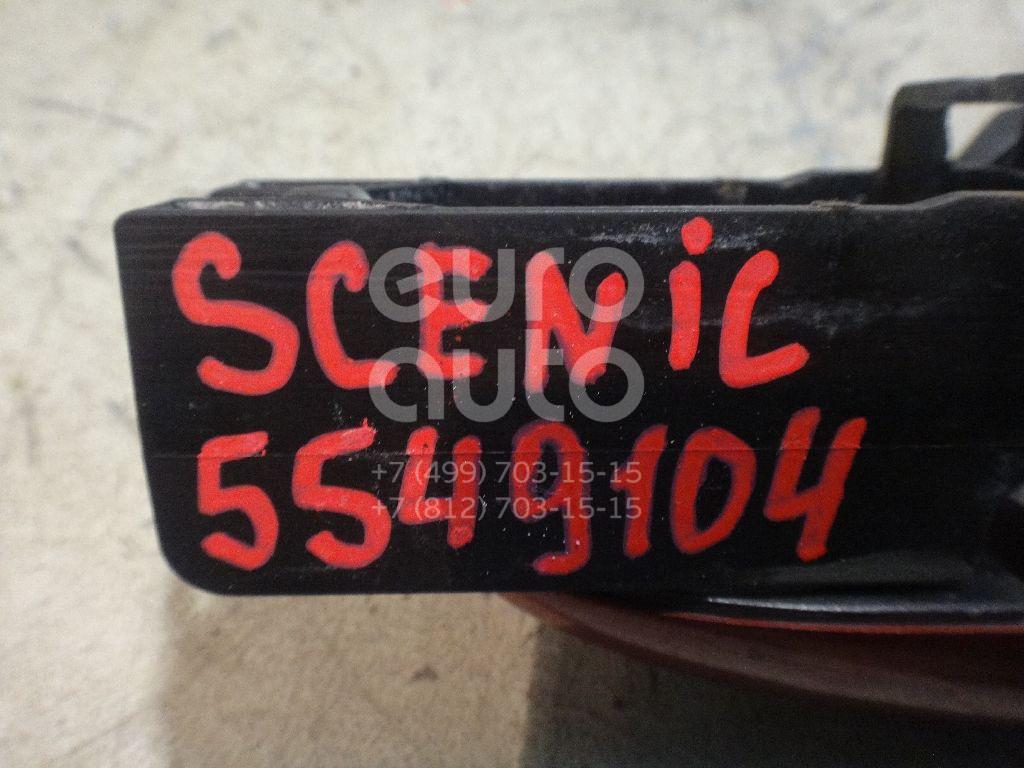 SCENiC
euro
auto
5549104
+7 (499) 703-15-15
+7 (812) 703-15-15